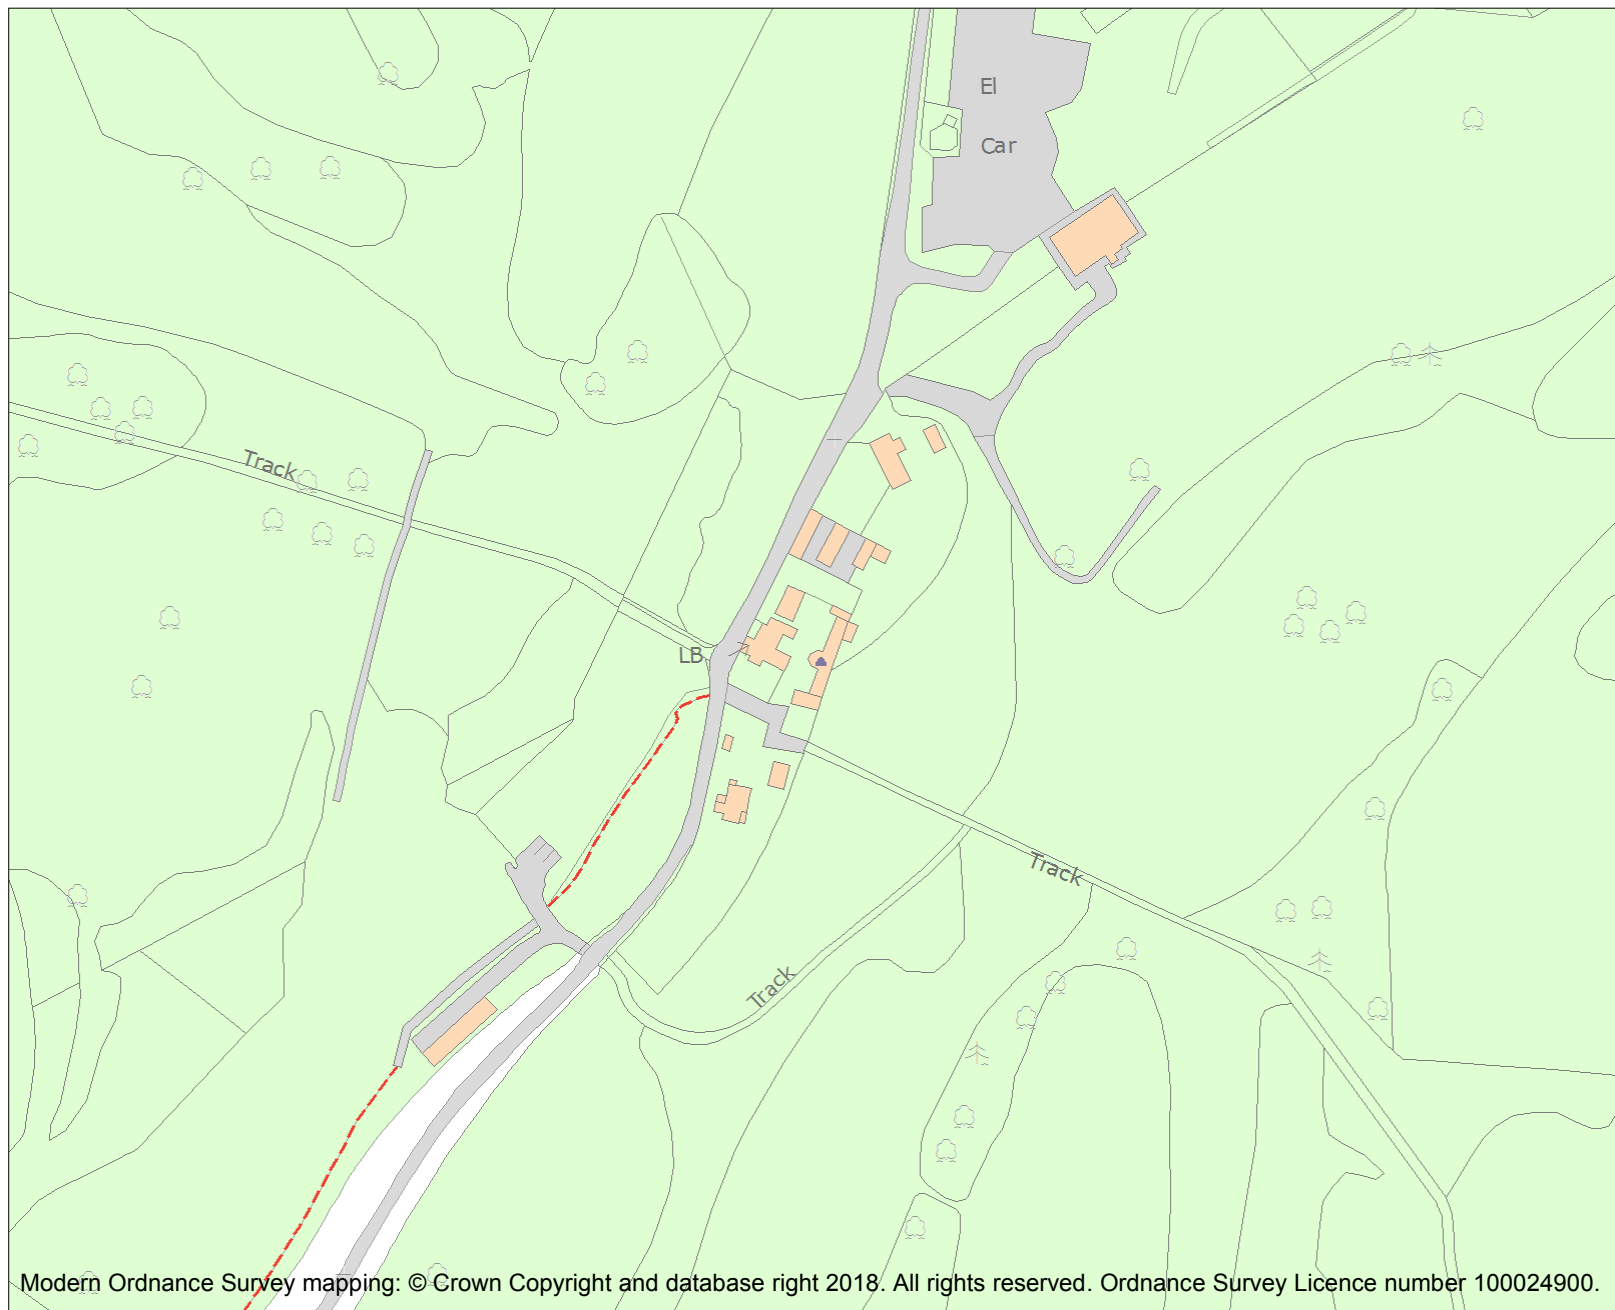 El
Car
Track
LB
Track
Track
Modern Ordnance Survey mapping: © Crown Copyright and database right 2018. All rights reserved. Ordnance Survey Licence number 100024900.